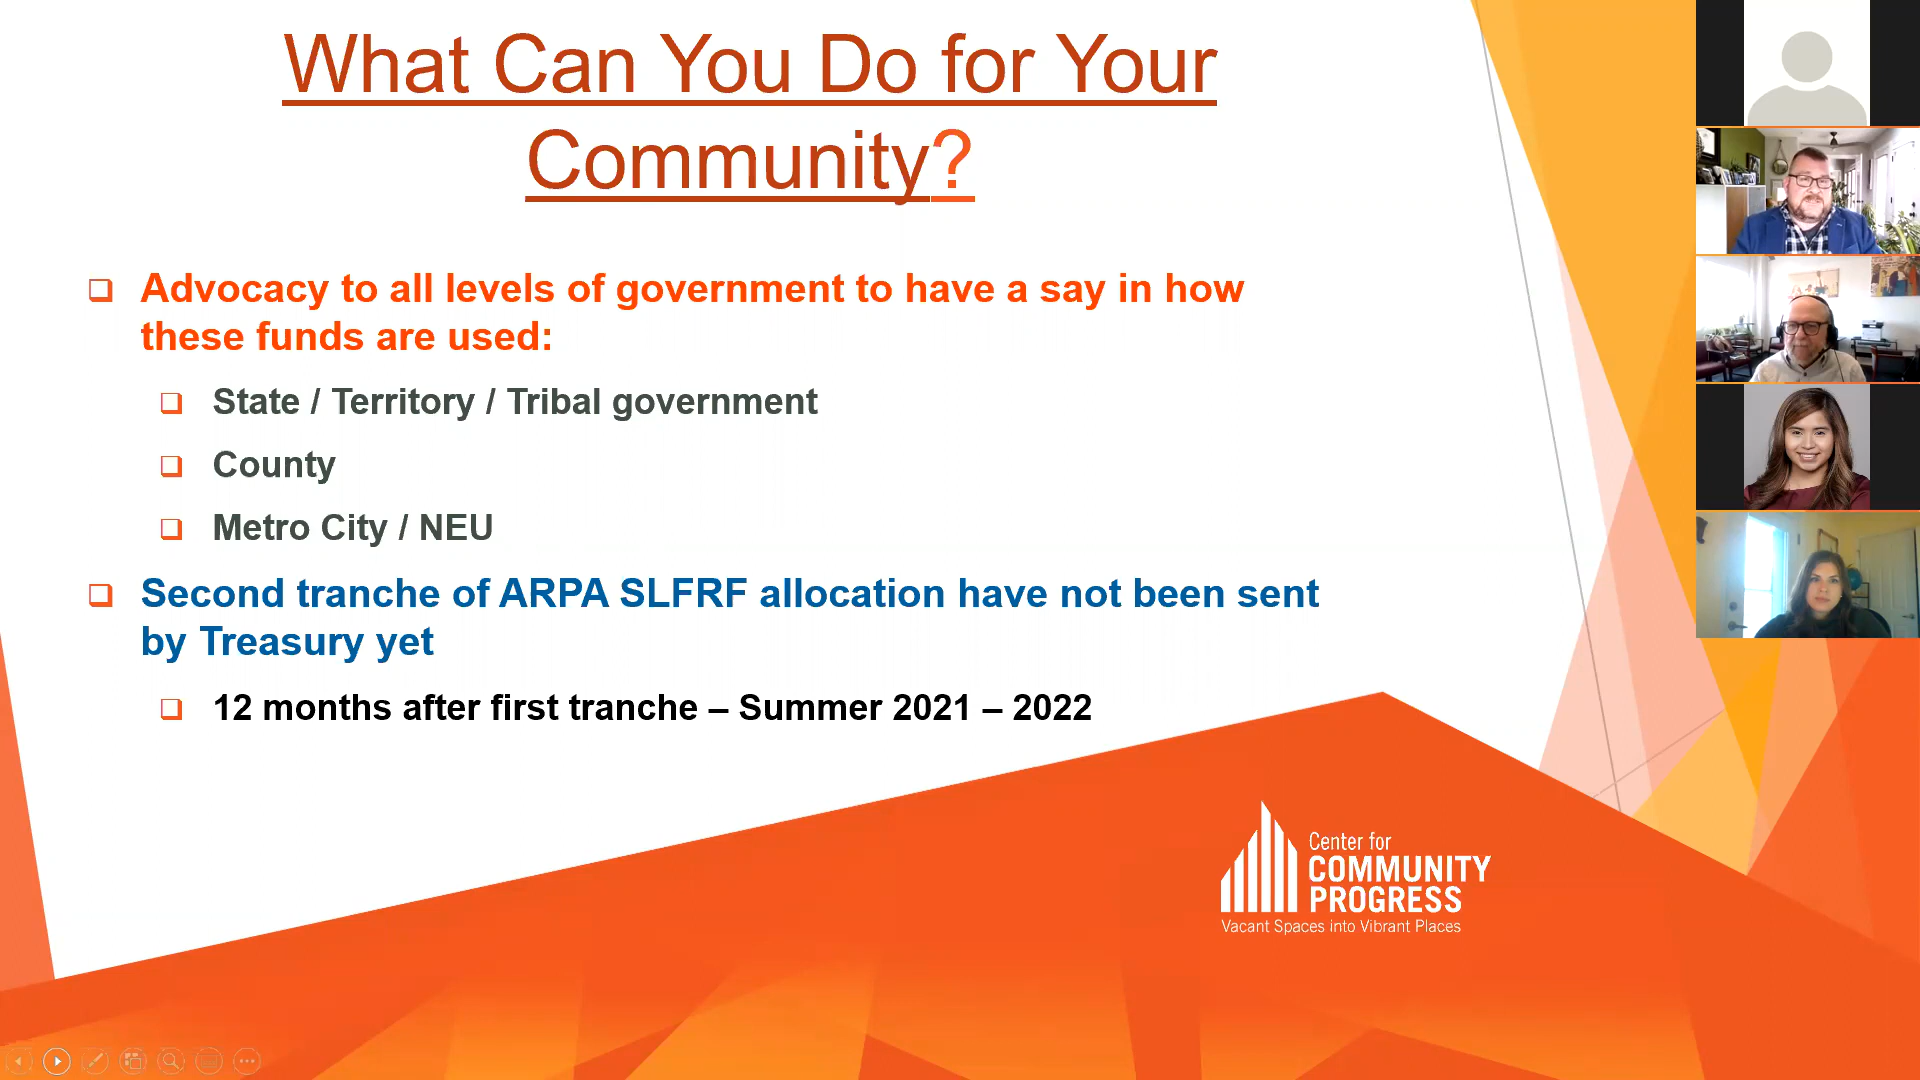 What Can You Do for Your
Community?
Advocacy to all levels of government to have a say in how
these funds are used:
State / Territory / Tribal government
County
Metro City / NEU
Second tranche of ARPA SLFRF allocation have not been sent
by Treasury yet
12 months after first tranche – Summer 2021 – 2022
Center for
COMMUNITY
PROGRESS
Vacant Spaces into Vibrant Places